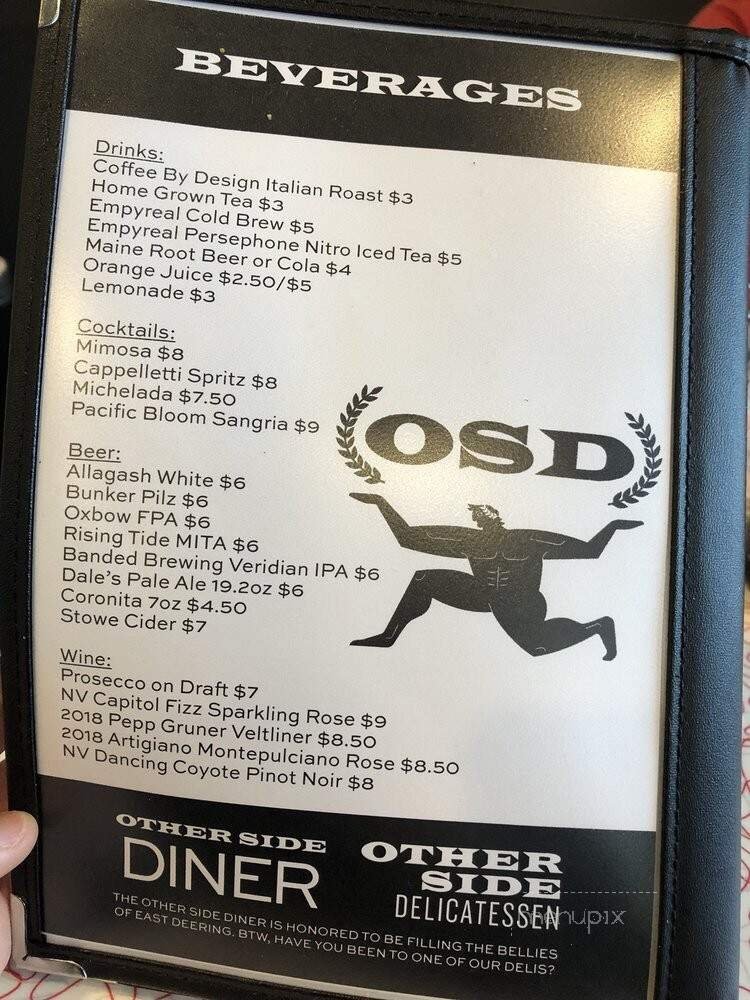 BEVERAGES
Drinks:
Coffee By Design Italian Roast $3
Home Grown Tea $3
Empyreal Cold Brew $5
Empyreal Persephone Nitro Iced Tea $5
Maine Root Beer or Cola $4
Orange Juice $2.50/$5
Lemonade $3
Cocktails:
Mimosa $8
Cappelletti Spritz $8
Michelada $7.50
Pacific Bloom Sangria $9
OSD
Beer:
Allagash White $6
Bunker Pilz $6
Oxbow FPA $6
Rising Tide MITA $6
Banded Brewing Veridian IPA $6
Dale's Pale Ale 19.2oz $6
Coronita 7oz $4.50
Stowe Cider $7
Wine:
Prosecco on Draft $7
NV Capitol Fizz Sparkling Rose $9
2018 Pepp Gruner Veltliner $8.50
2018 Artigiano Montepulciano Rose $8.50
NV Dancing Coyote Pinot Noir $8
OTHER SIDE
DINER
OTHER
SIDE
DELICATESSEN
menupix
THE OTHER SIDE DINER IS HONORED TO BE FILLING THE BELLIES
OF EAST DEERING. BTW, HAVE YOU BEEN TO ONE OF OUR DELIS?